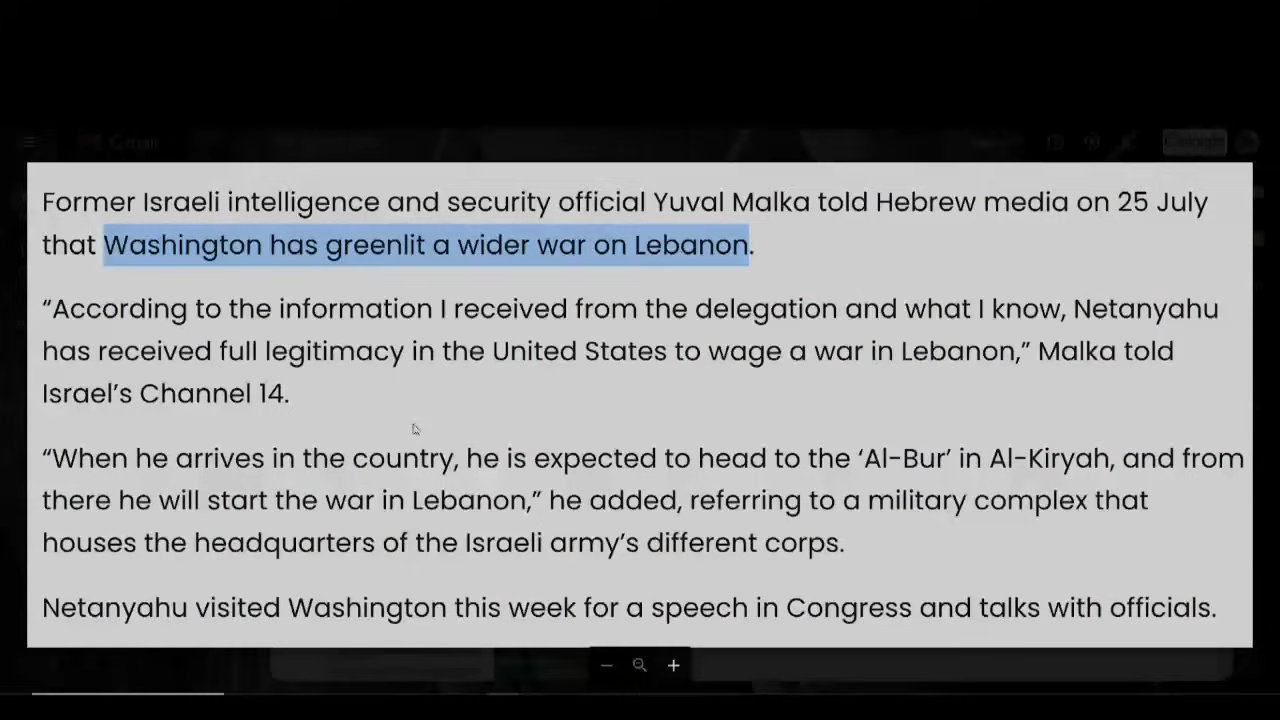 Former Israeli intelligence and security official Yuval Malka told Hebrew media on 25 July
that Washington has greenlit a wider war on Lebanon.
“According to the information I received from the delegation and what I know, Netanyahu
has received full legitimacy in the United States to wage a war in Lebanon,” Malka told
Israel’s Channel 14.
“When he arrives in the country, he is expected to head to the ‘Al-Bur’ in Al-Kiryah, and from
there he will start the war in Lebanon,” he added, referring to a military complex that
houses the headquarters of the Israeli army’s different corps.
Netanyahu visited Washington this week for a speech in Congress and talks with officials.